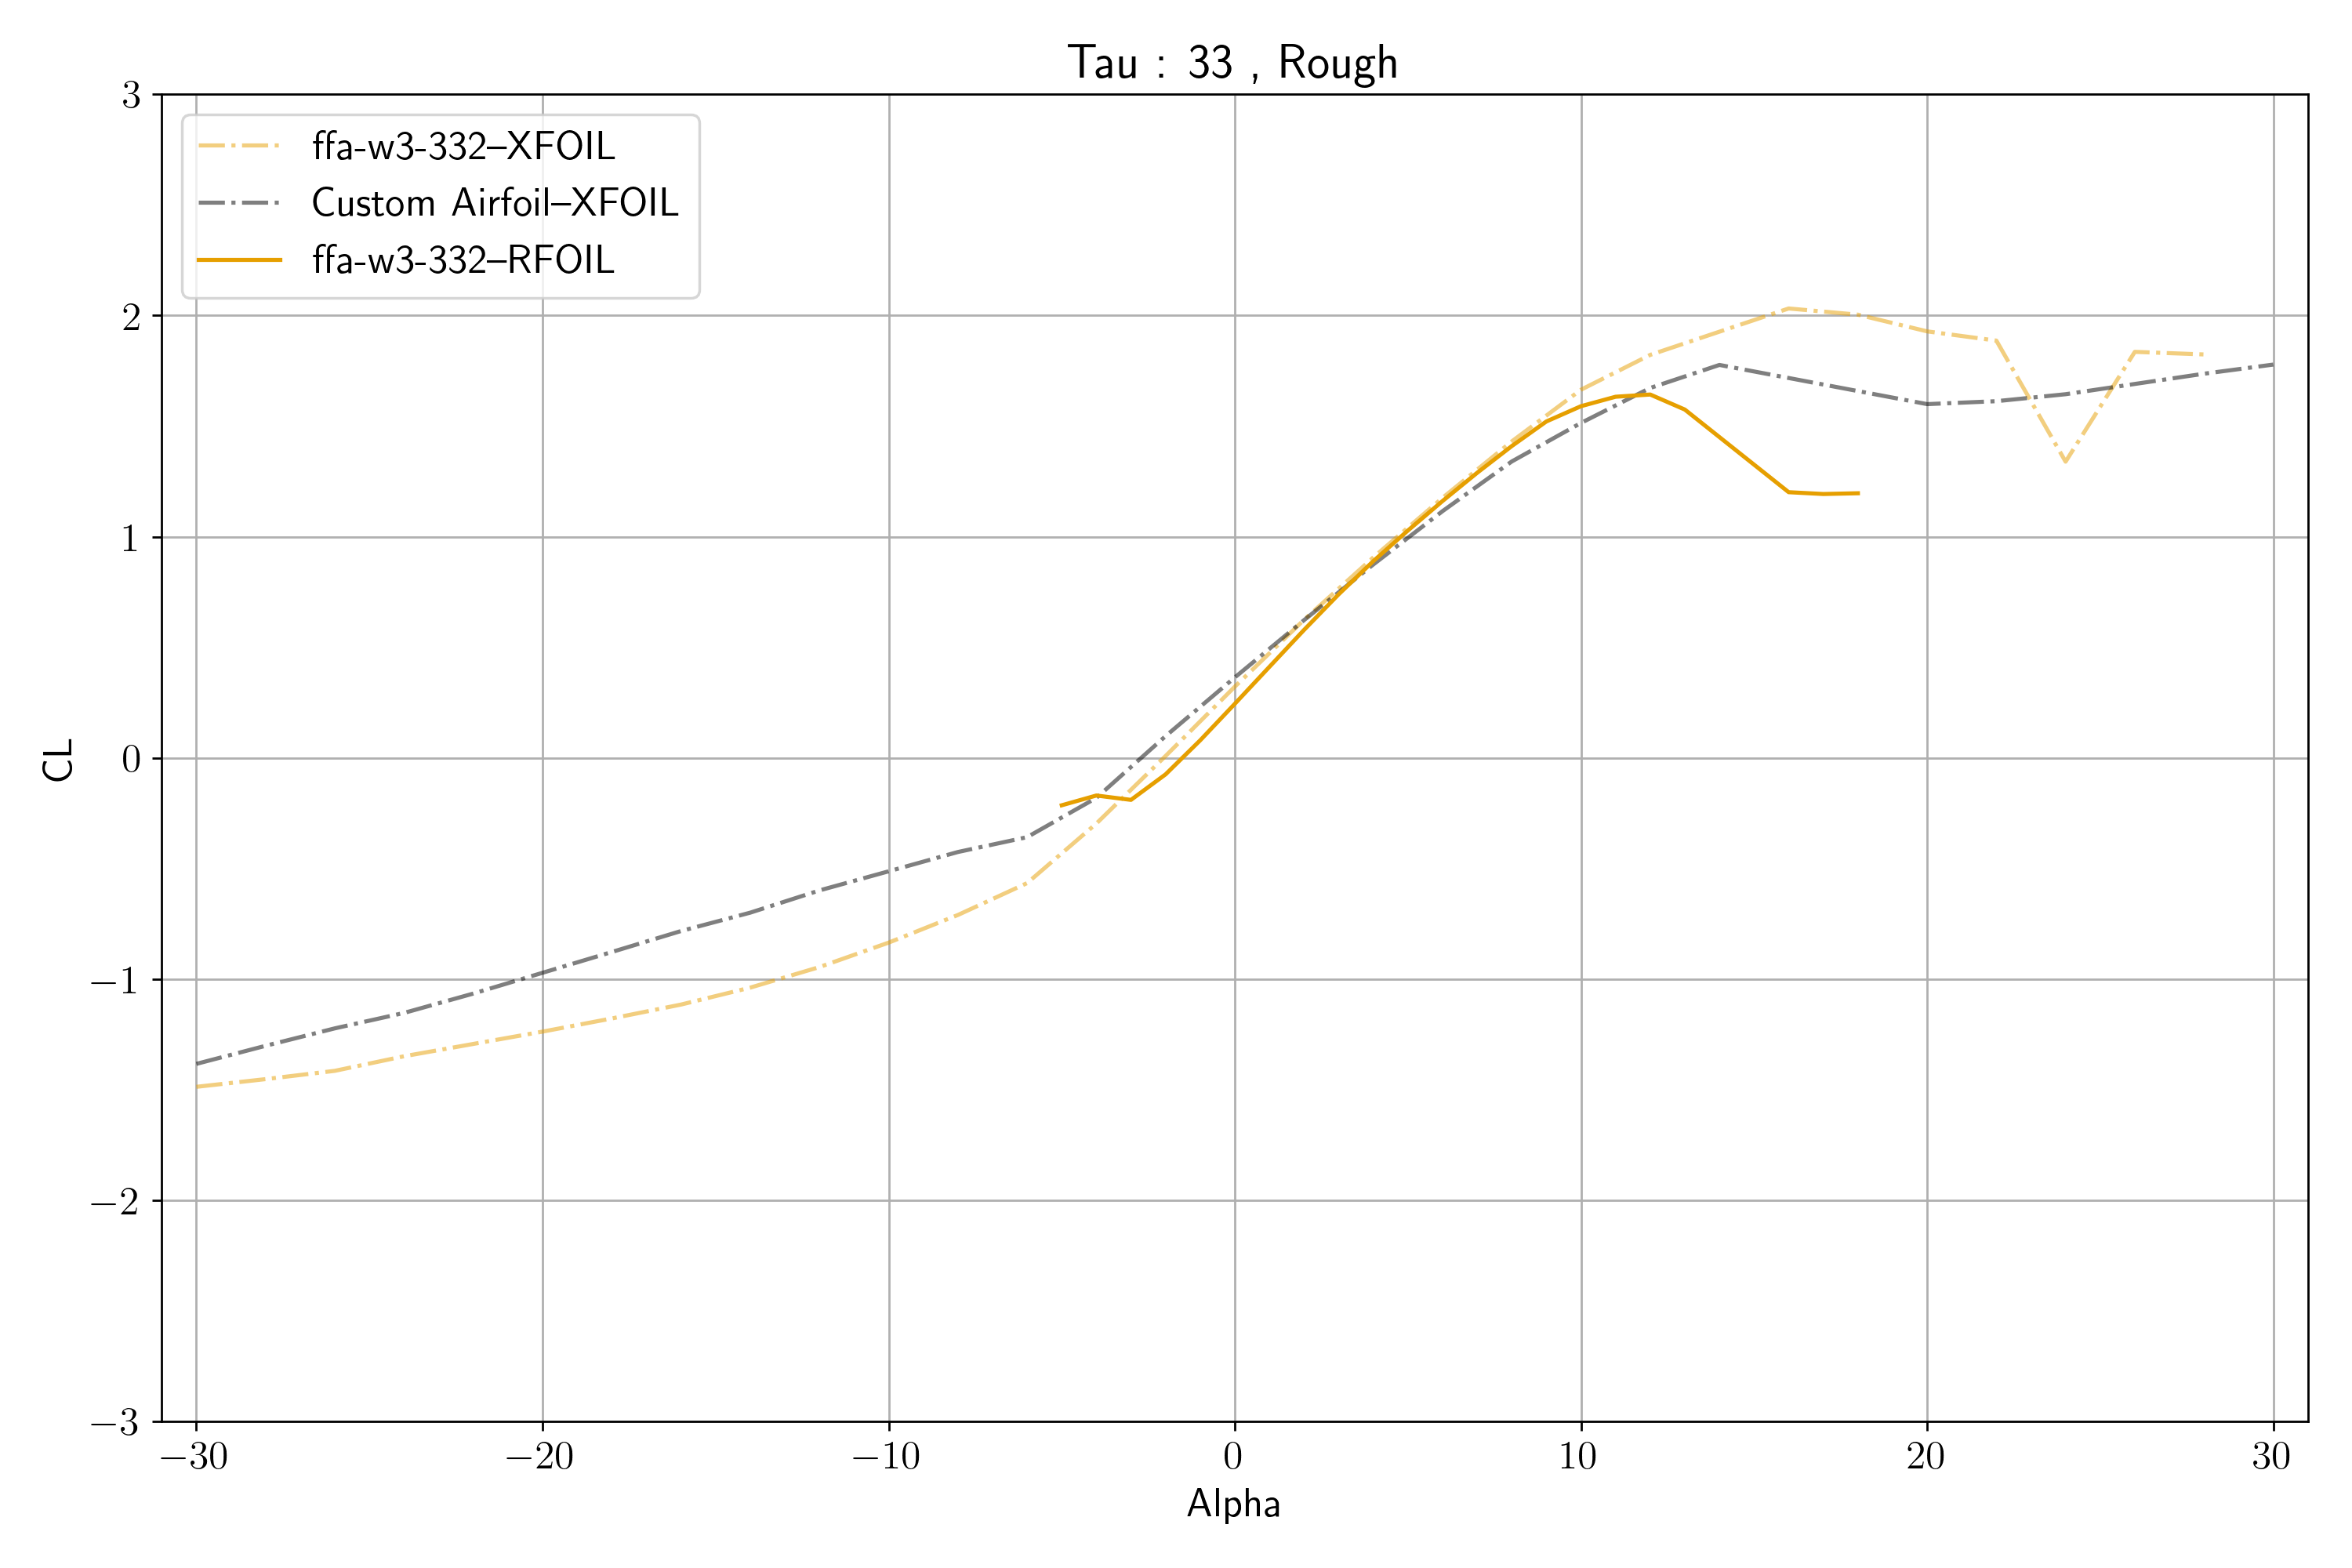 Tau : 33 , Rough
3
ffa-w3-332–XFOIL
Custom Airfoil–XFOIL
ffa-w3-332–RFOIL
2
1
0
CL
−1
−2
−3
−30 −20 −10 0 10 20 30
Alpha